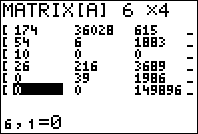 MATRIX[A] 6 ×4
[ 174 36028 615 …
[ 54 6 1883 …
[ 6 10 0 …
[ 26 216 3689 …
[ 0 39 1986 …
[ 0 0 149896 …
6,1=0